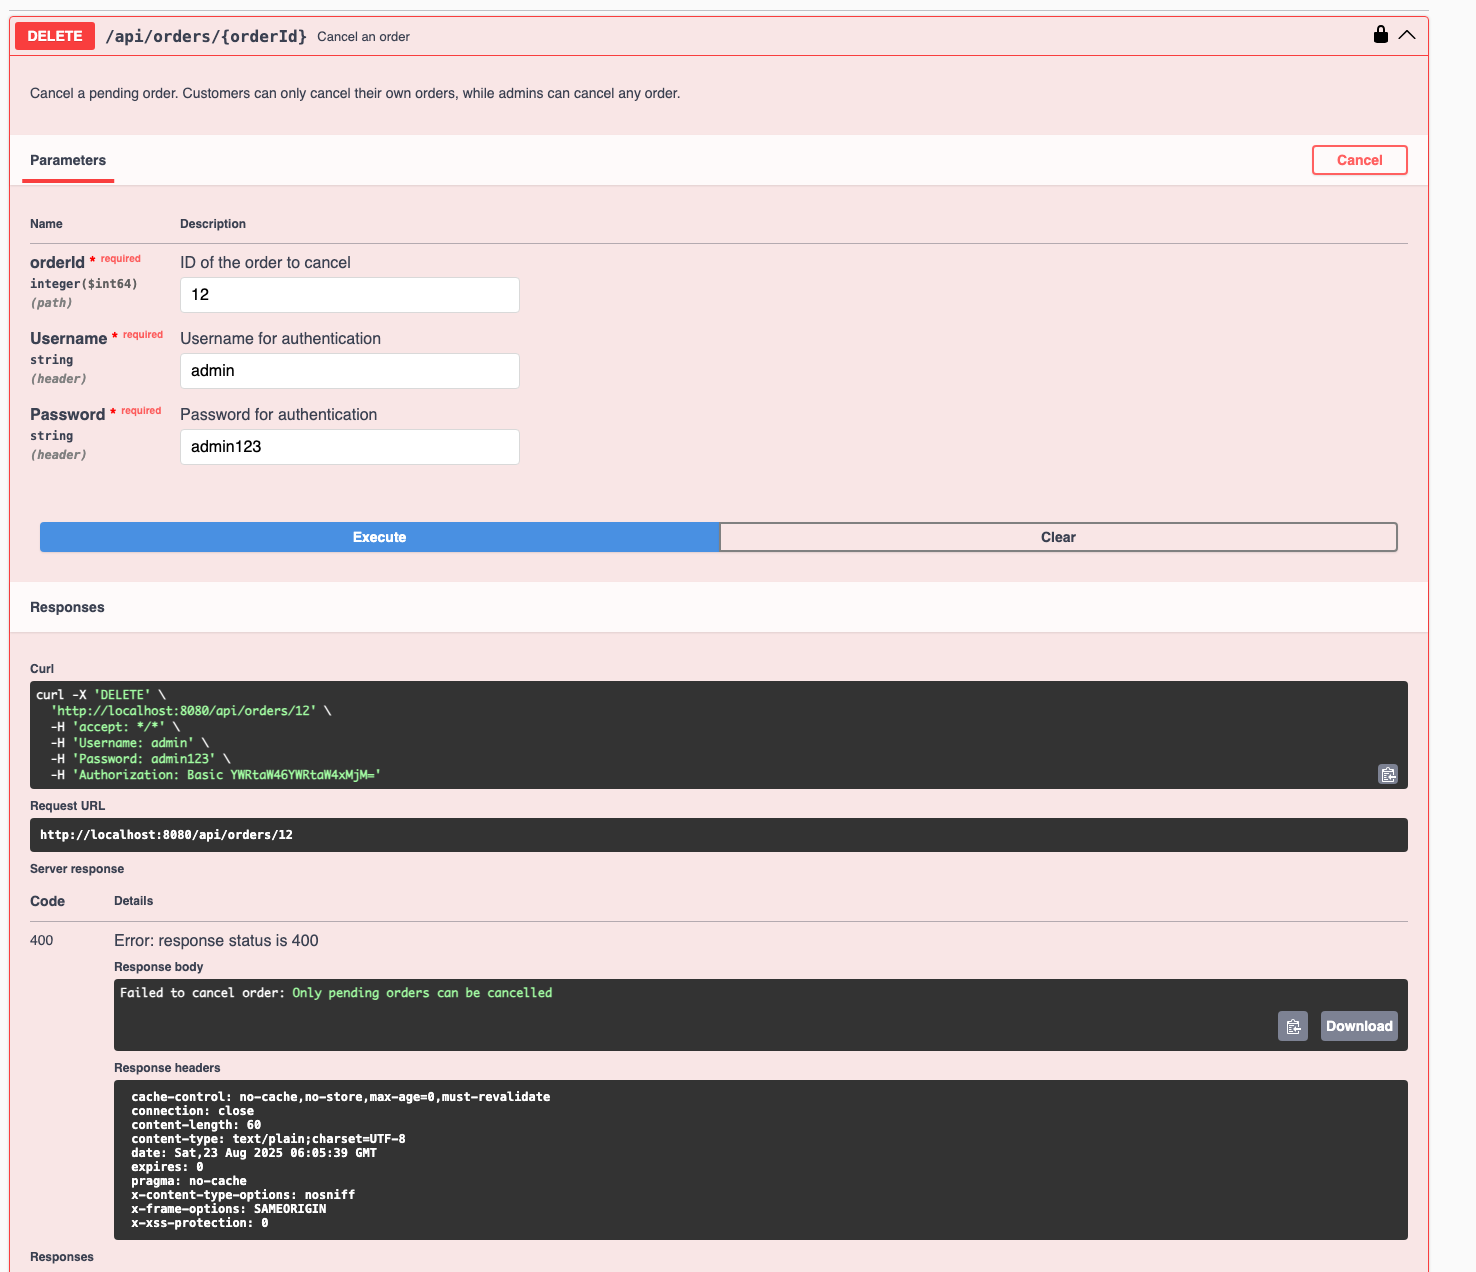 DELETE /api/orders/{orderId} Cancel an order
Cancel a pending order. Customers can only cancel their own orders, while admins can cancel any order.
Parameters
Cancel
Name Description
orderId * required ID of the order to cancel
integer($int64)
(path)
12
Username * required Username for authentication
string
(header)
admin
Password * required Password for authentication
string
(header)
admin123
Execute Clear
Responses
Curl
curl -X 'DELETE' \
'http://localhost:8080/api/orders/12' \
-H 'accept: */*' \
-H 'Username: admin' \
-H 'Password: admin123' \
-H 'Authorization: Basic YWRtaW46YWRtaW4xMjM='
Request URL
http://localhost:8080/api/orders/12
Server response
Code Details
400 Error: response status is 400
Response body
Failed to cancel order: Only pending orders can be cancelled
Download
Response headers
cache-control: no-cache,no-store,max-age=0,must-revalidate
connection: close
content-length: 60
content-type: text/plain;charset=UTF-8
date: Sat,23 Aug 2025 06:05:39 GMT
expires: 0
pragma: no-cache
x-content-type-options: nosniff
x-frame-options: SAMEORIGIN
x-xss-protection: 0
Responses